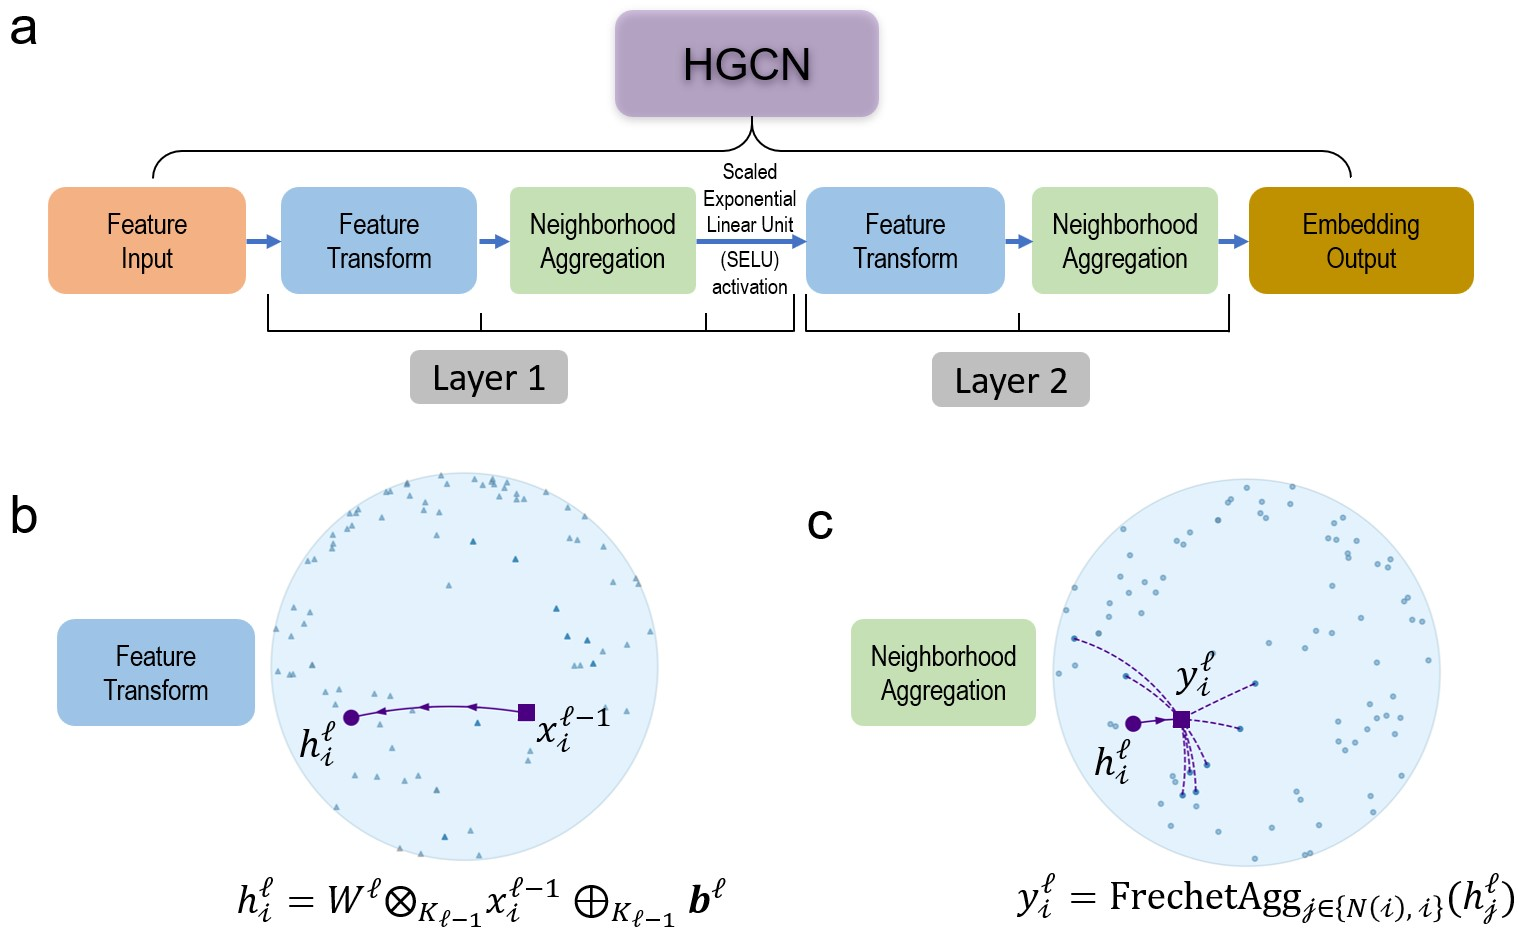 a
HGCN
Feature
Input
Feature
Transform
Neighborhood
Aggregation
Scaled
Exponential
Linear Unit
(SELU)
activation
Feature
Transform
Neighborhood
Aggregation
Embedding
Output
Layer 1
Layer 2
b
Feature
Transform
h_i^ℓ
x_i^{ℓ-1}
h_i^ℓ = W^ℓ ⊗_{K_{ℓ-1}} x_i^{ℓ-1} ⊕_{K_{ℓ-1}} b^ℓ
c
Neighborhood
Aggregation
y_i^ℓ
h_i^ℓ
y_i^ℓ = FrechetAgg_{j∈{N(i), i}}(h_j^ℓ)